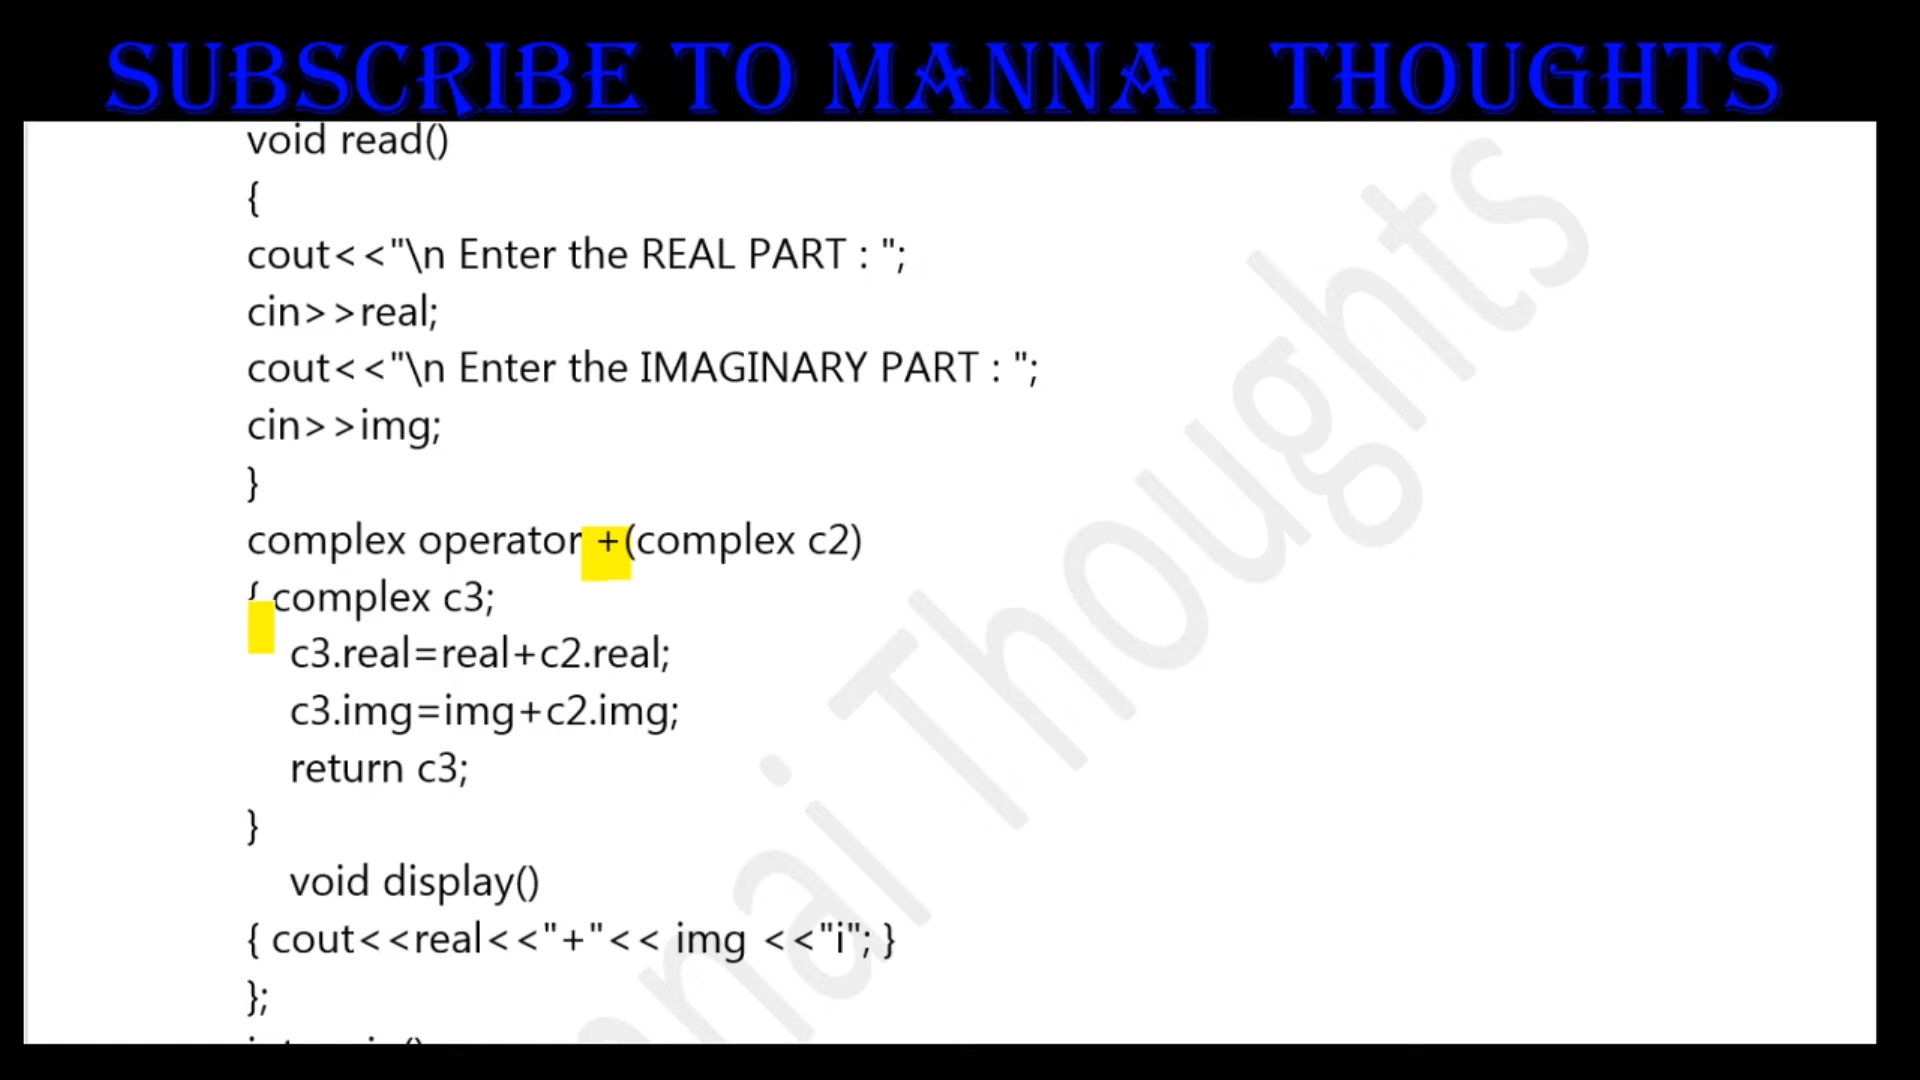 SUBSCRIBE TO MANNAI THOUGHTS
void read()
{
cout<<"\n Enter the REAL PART : ";
cin>>real;
cout<<"\n Enter the IMAGINARY PART : ";
cin>>img;
}
complex operator +(complex c2)
{ complex c3;
c3.real=real+c2.real;
c3.img=img+c2.img;
return c3;
}
void display()
{ cout<<real<<"+"<< img <<"i"; }
};
nai Thoughts